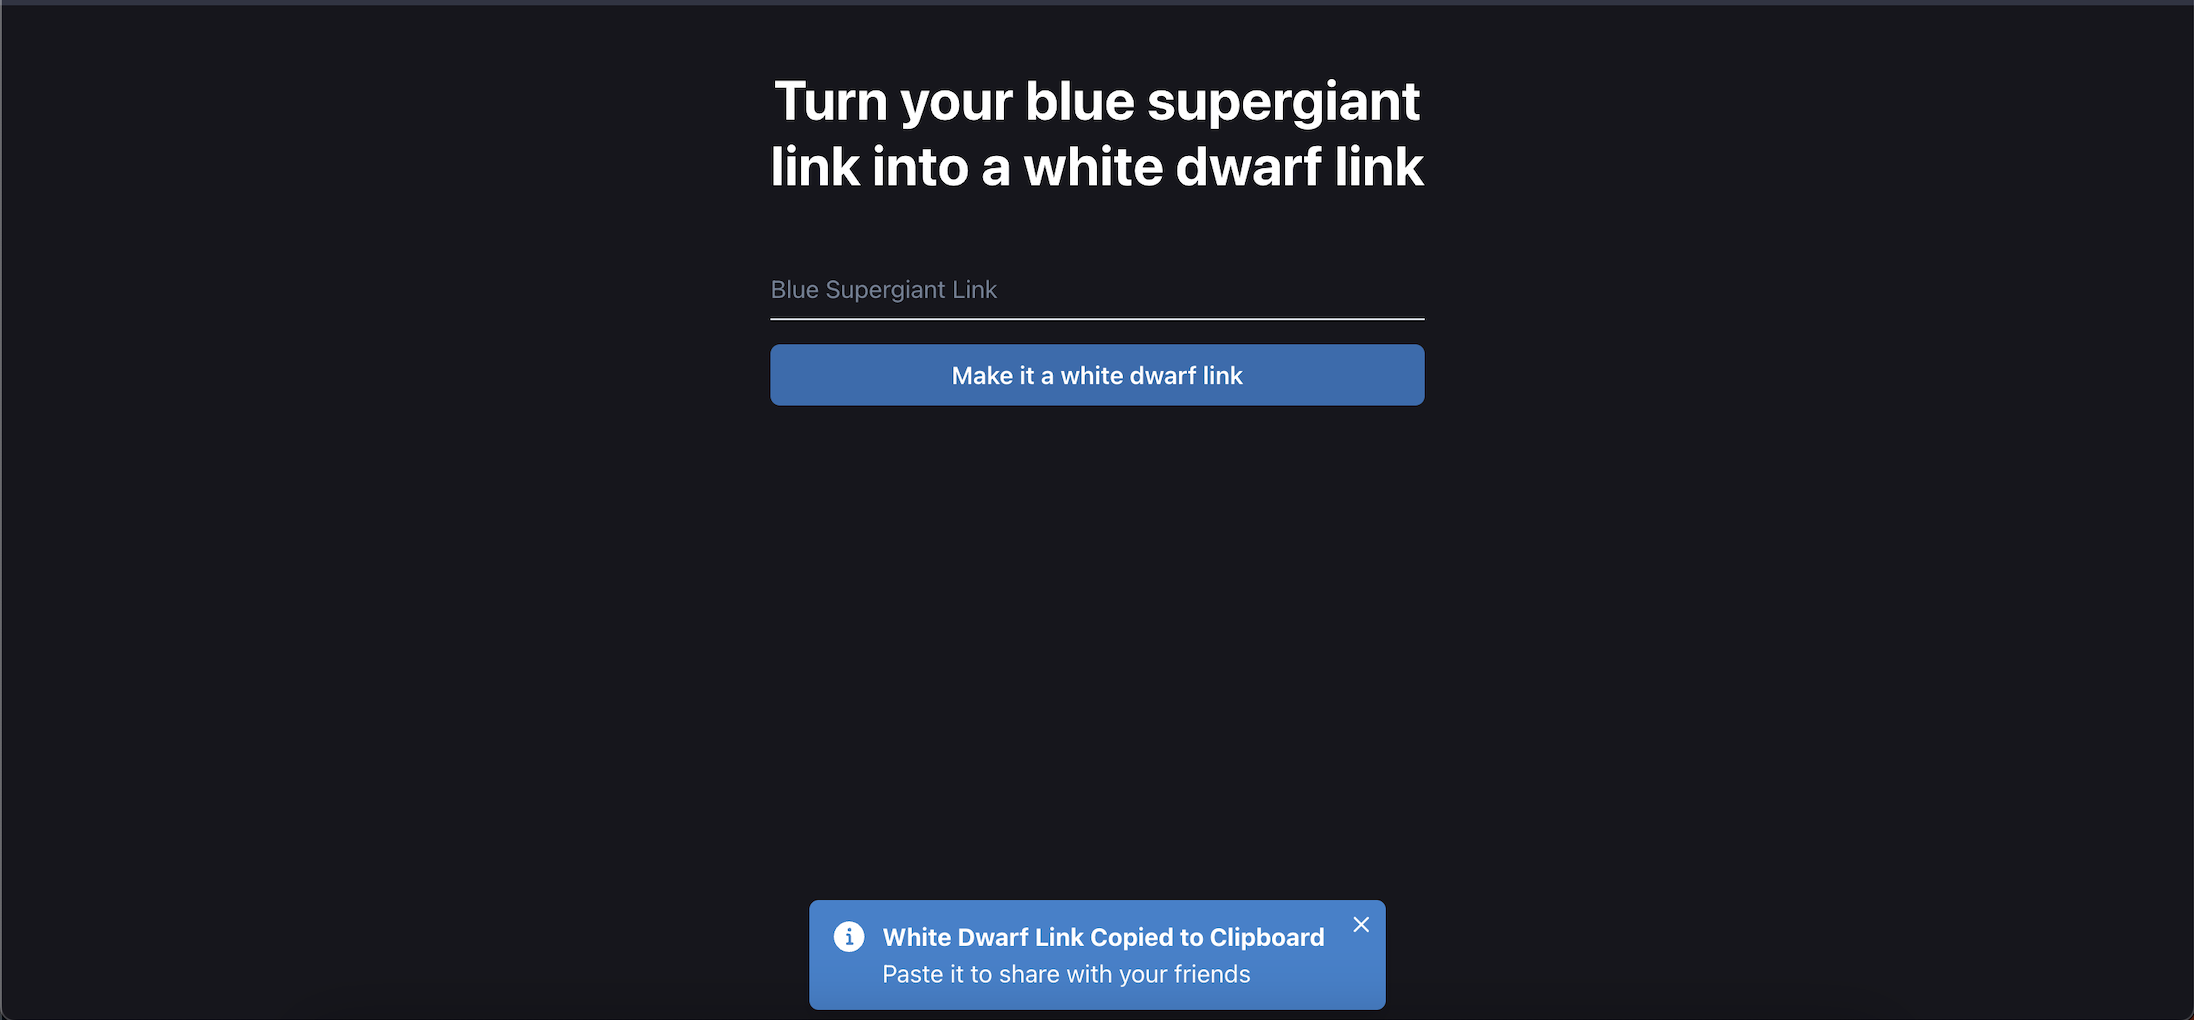 Turn your blue supergiant
link into a white dwarf link
Blue Supergiant Link
Make it a white dwarf link
White Dwarf Link Copied to Clipboard
Paste it to share with your friends